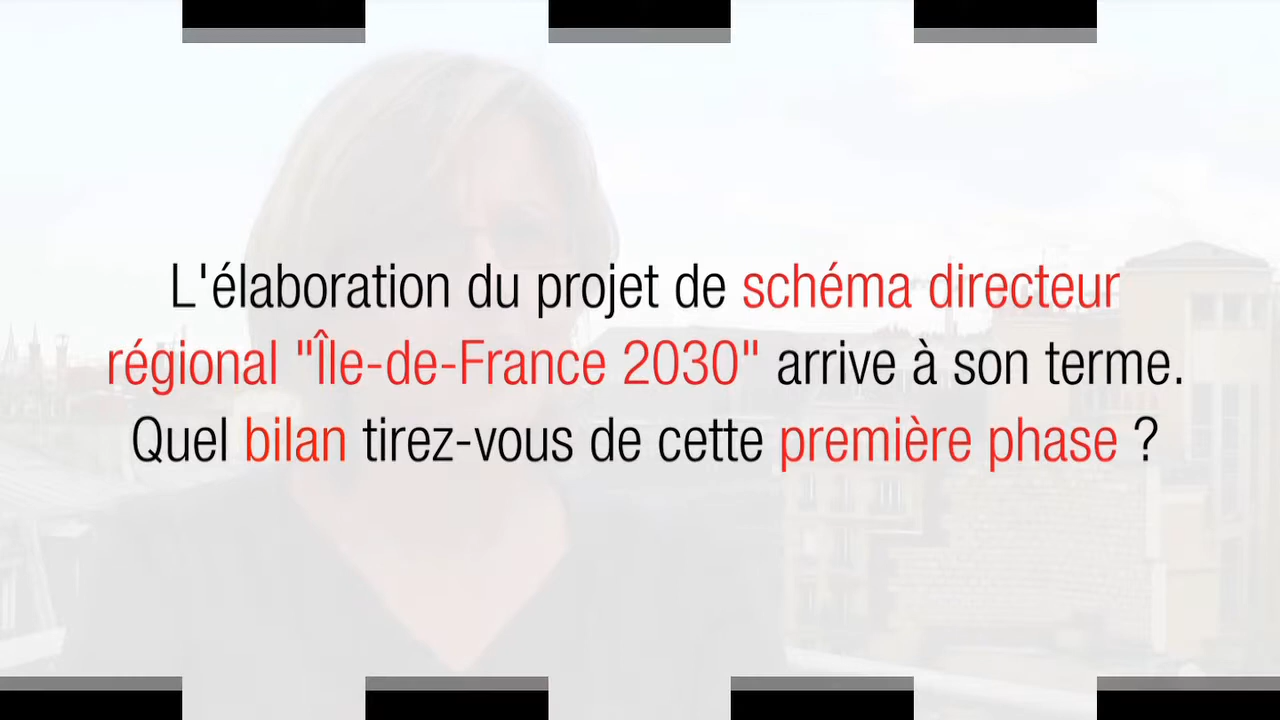 L'élaboration du projet de schéma directeur
régional "Île-de-France 2030" arrive à son terme.
Quel bilan tirez-vous de cette première phase ?